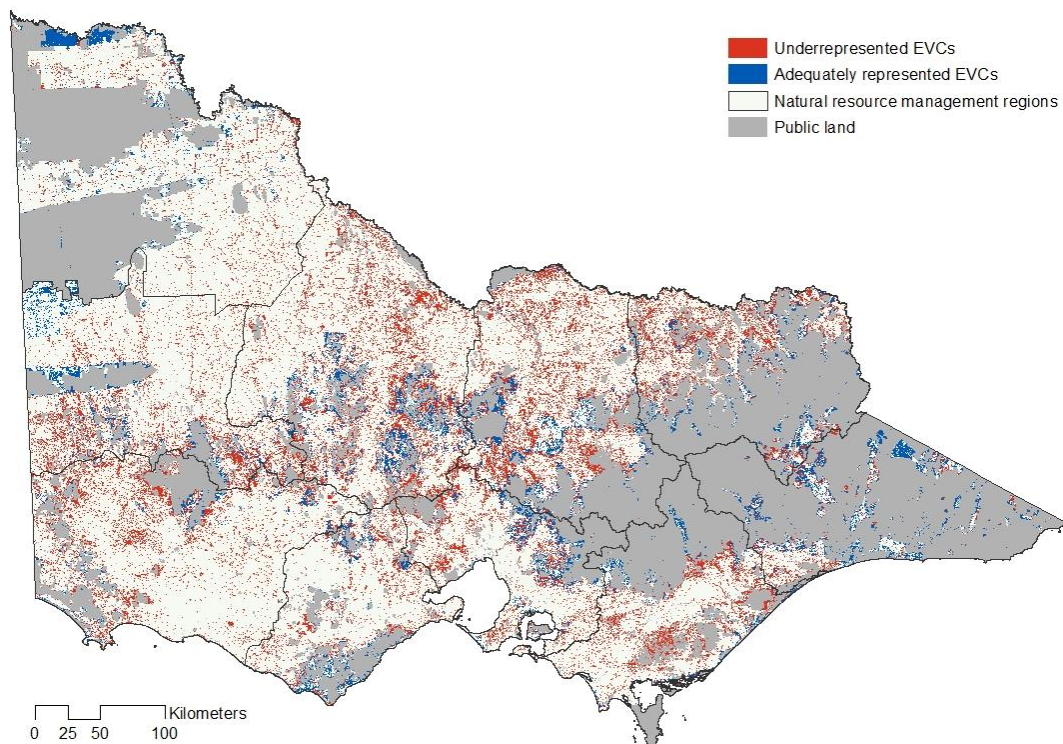 Underrepresented EVCs
Adequately represented EVCs
Natural resource management regions
Public land
Kilometers
0 25 50 100